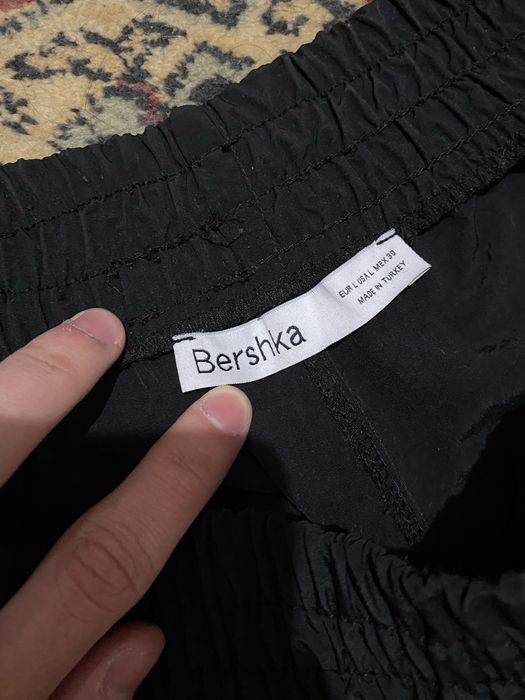 Bershka
EUR L USA L MEX 30
MADE IN TURKEY